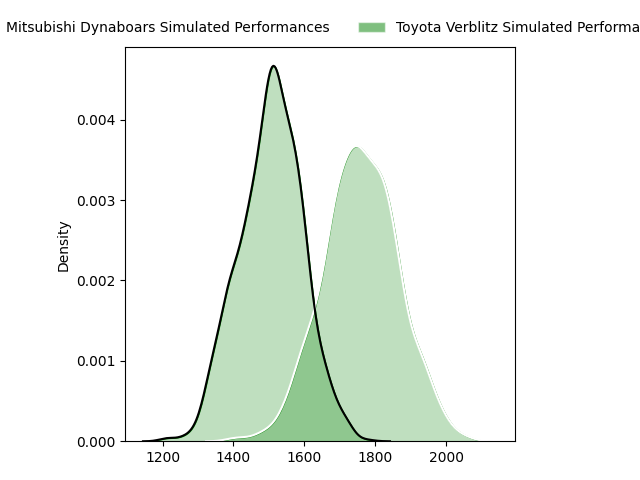 Mitsubishi Dynaboars Simulated Performances
Toyota Verblitz Simulated Performa
Density
0.004
0.003
0.002
0.001
0.000
1200 1400 1600 1800 2000